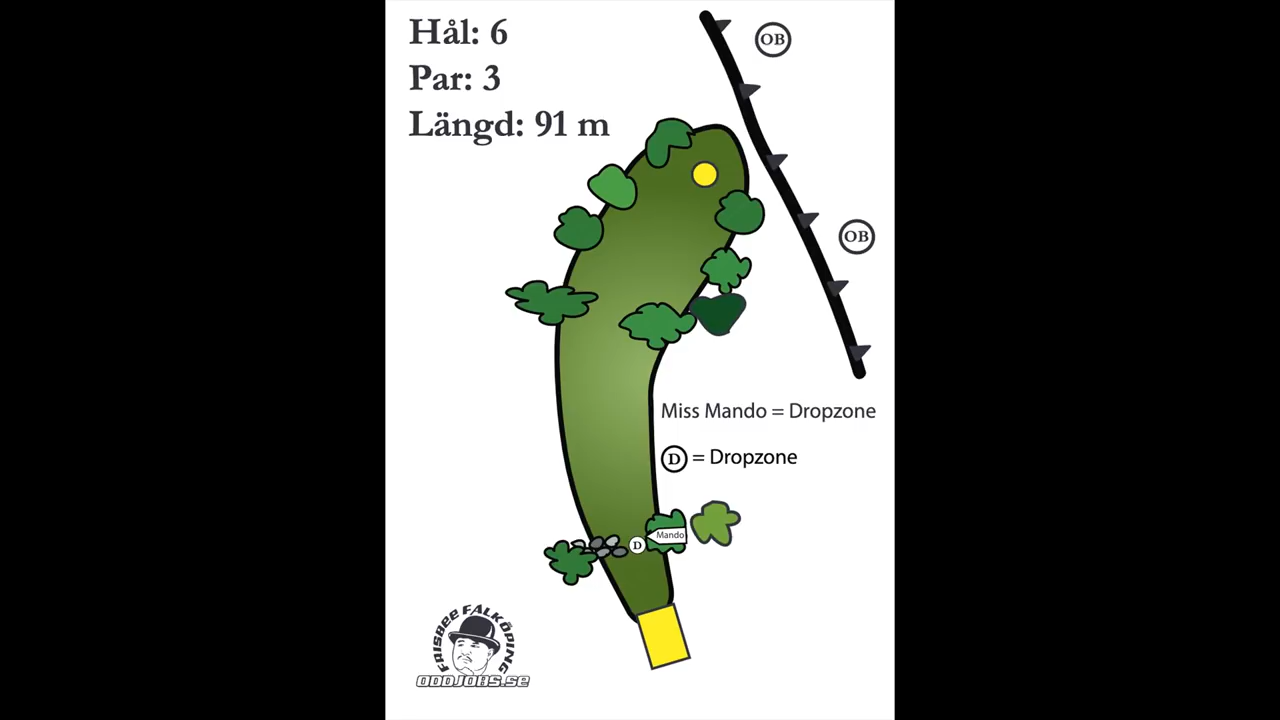 Hål: 6
Par: 3
Längd: 91 m
OB
OB
Miss Mando = Dropzone
D = Dropzone
Mando
D
FRISBEE FALKÖPING
ODDJOBS.SE